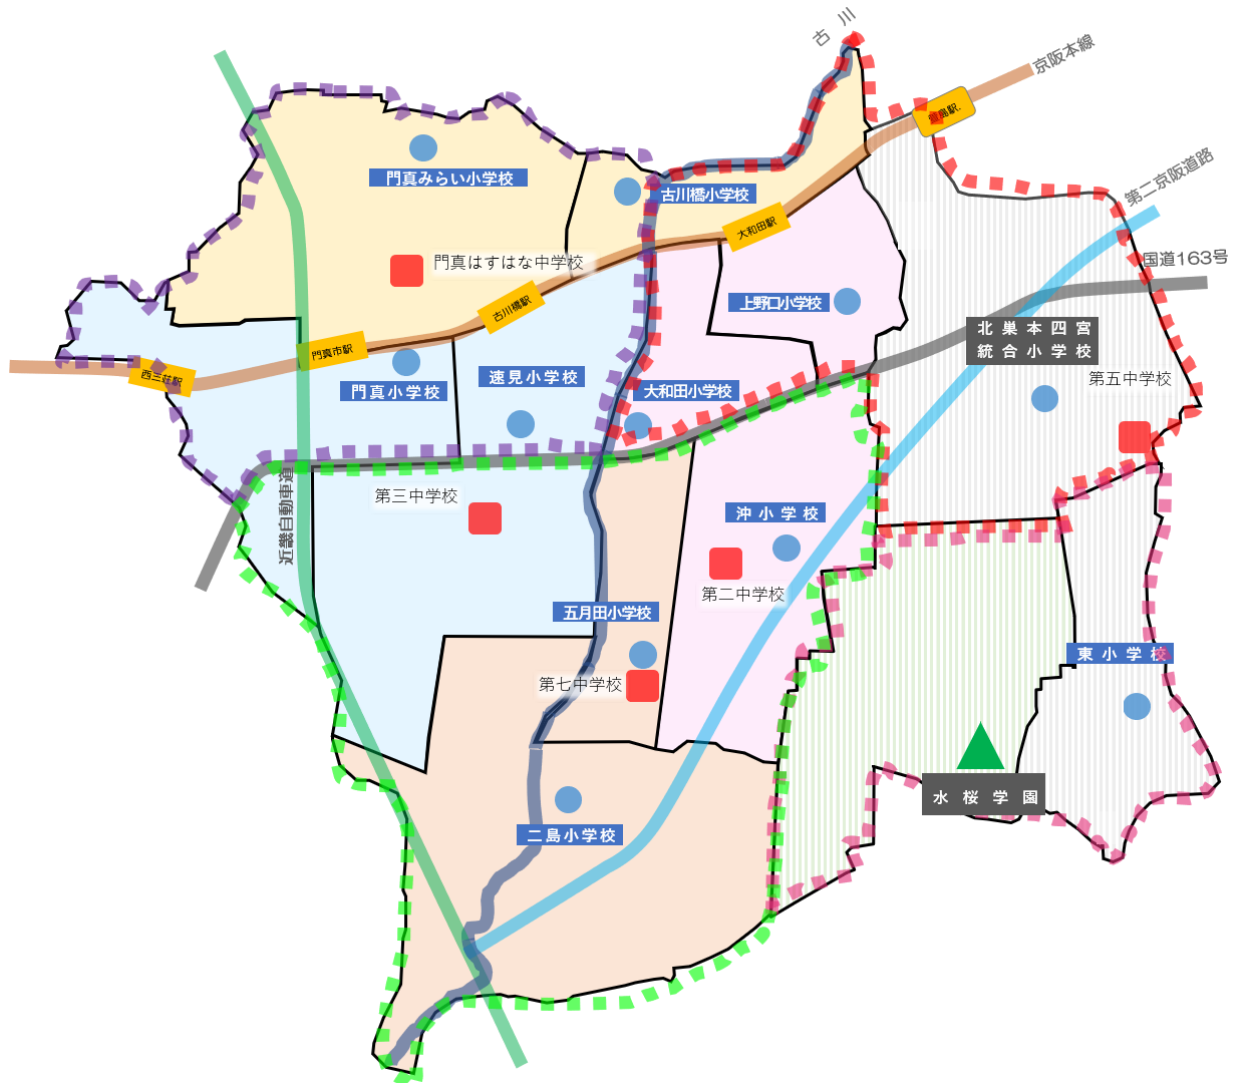 古川
京阪本線
萱島駅
第二京阪道路
門真みらい小学校
古川橋小学校
大和田駅
国道163号
門真はすはな中学校
上野口小学校
古川橋駅
北巣本四宮
統合小学校
門真市駅
西三荘駅
門真小学校
速見小学校
大和田小学校
第五中学校
近畿自動車道
第三中学校
沖小学校
第二中学校
五月田小学校
東小学校
第七中学校
水桜学園
二島小学校